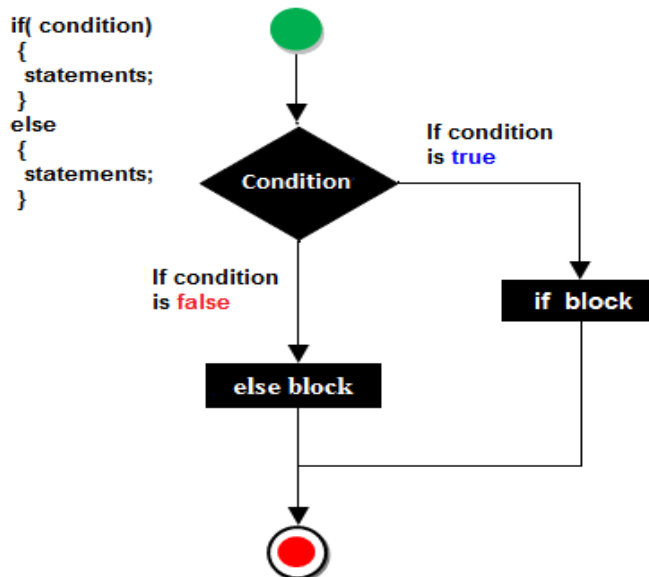 if( condition)
{
statements;
}
else
{
statements;
}
Condition
If condition
is true
If condition
is false
if block
else block